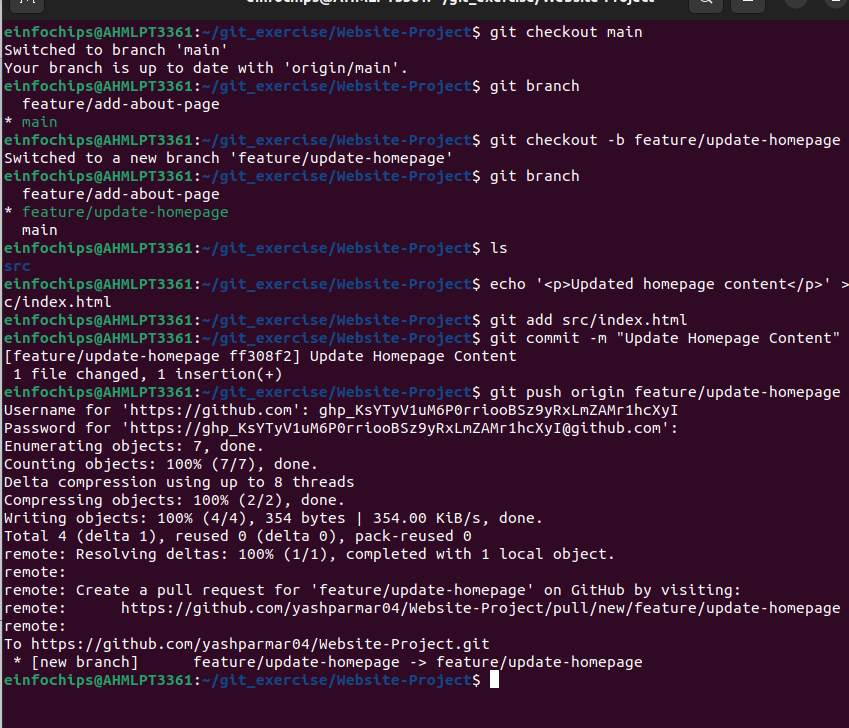 einfochips@AHMLPT3361:~/git_exercise/Website-Project$ git checkout main
Switched to branch 'main'
Your branch is up to date with 'origin/main'.
einfochips@AHMLPT3361:~/git_exercise/Website-Project$ git branch
  feature/add-about-page
* main
einfochips@AHMLPT3361:~/git_exercise/Website-Project$ git checkout -b feature/update-homepage
Switched to a new branch 'feature/update-homepage'
einfochips@AHMLPT3361:~/git_exercise/Website-Project$ git branch
  feature/add-about-page
* feature/update-homepage
  main
einfochips@AHMLPT3361:~/git_exercise/Website-Project$ ls
src
einfochips@AHMLPT3361:~/git_exercise/Website-Project$ echo '<p>Updated homepage content</p>' >
c/index.html
einfochips@AHMLPT3361:~/git_exercise/Website-Project$ git add src/index.html
einfochips@AHMLPT3361:~/git_exercise/Website-Project$ git commit -m "Update Homepage Content"
[feature/update-homepage ff308f2] Update Homepage Content
 1 file changed, 1 insertion(+)
einfochips@AHMLPT3361:~/git_exercise/Website-Project$ git push origin feature/update-homepage
Username for 'https://github.com': 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
Password for 'https://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@github.com':
Enumerating objects: 7, done.
Counting objects: 100% (7/7), done.
Delta compression using up to 8 threads
Compressing objects: 100% (2/2), done.
Writing objects: 100% (4/4), 354 bytes | 354.00 KiB/s, done.
Total 4 (delta 1), reused 0 (delta 0), pack-reused 0
remote: Resolving deltas: 100% (1/1), completed with 1 local object.
remote:
remote: Create a pull request for 'feature/update-homepage' on GitHub by visiting:
remote:      https://github.com/yashparmar04/Website-Project/pull/new/feature/update-homepage
remote:
To https://github.com/yashparmar04/Website-Project.git
 * [new branch]      feature/update-homepage -> feature/update-homepage
einfochips@AHMLPT3361:~/git_exercise/Website-Project$